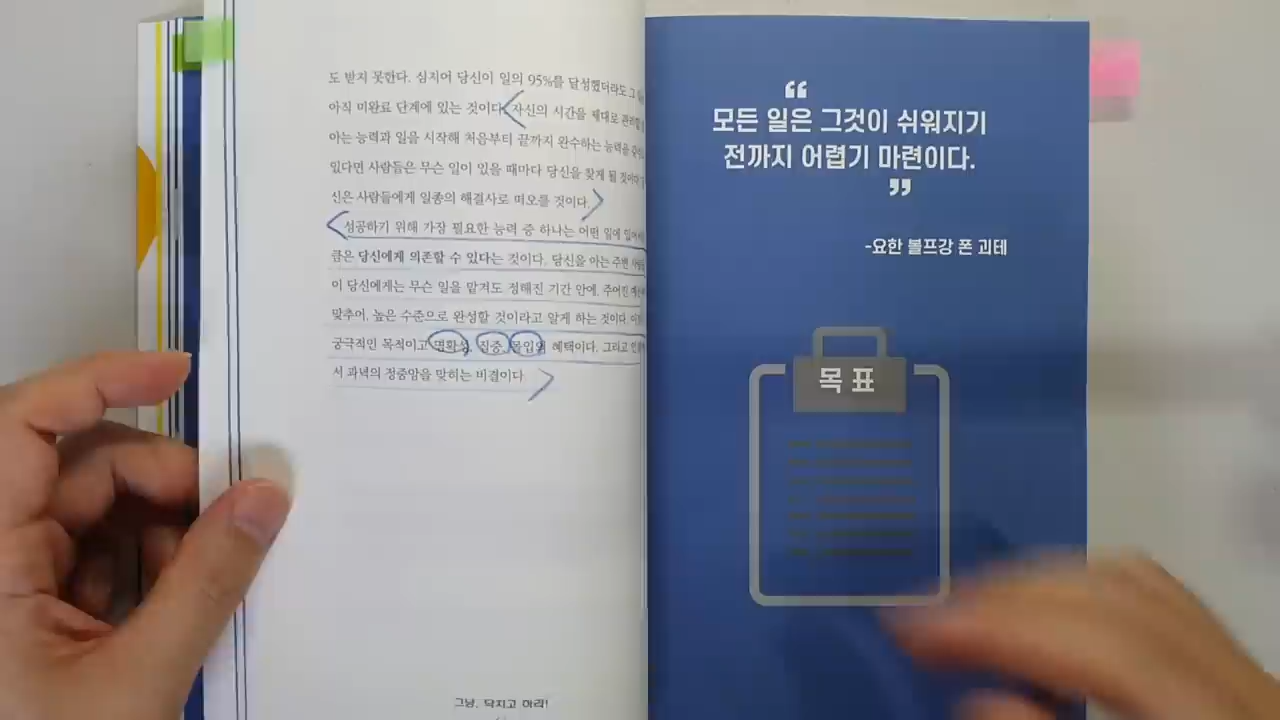 도 받지 못한다. 심지어 당신이 일의 95%를 달성했더라도 그
아직 미완료 단계에 있는 것이다. 자신의 시간을 제대로 관리할
아는 능력과 일을 시작해 처음부터 끝까지 완수하는 능력을
있다면 사람들은 무슨 일이 있을 때마다 당신을 찾게 될 것이다.
신은 사람들에게 일종의 해결사로 떠오를 것이다.
성공하기 위해 가장 필요한 능력 중 하나는 어떤 일에
큼은 당신에게 의존할 수 있다는 것이다. 당신을 아는 주변
이 당신에게는 무슨 일을 맡겨도 정해진 기간 안에, 주어진
맞추어, 높은 수준으로 완성할 것이라고 알게 하는 것이다.
궁극적인 목적이고 명확성, 집중, 몰입의 혜택이다. 그리고
서 과녁의 정중앙을 맞히는 비결이다.
그냥, 닥치고 하라!
“
모든 일은 그것이 쉬워지기
전까지 어렵기 마련이다.
”
-요한 볼프강 폰 괴테
목표